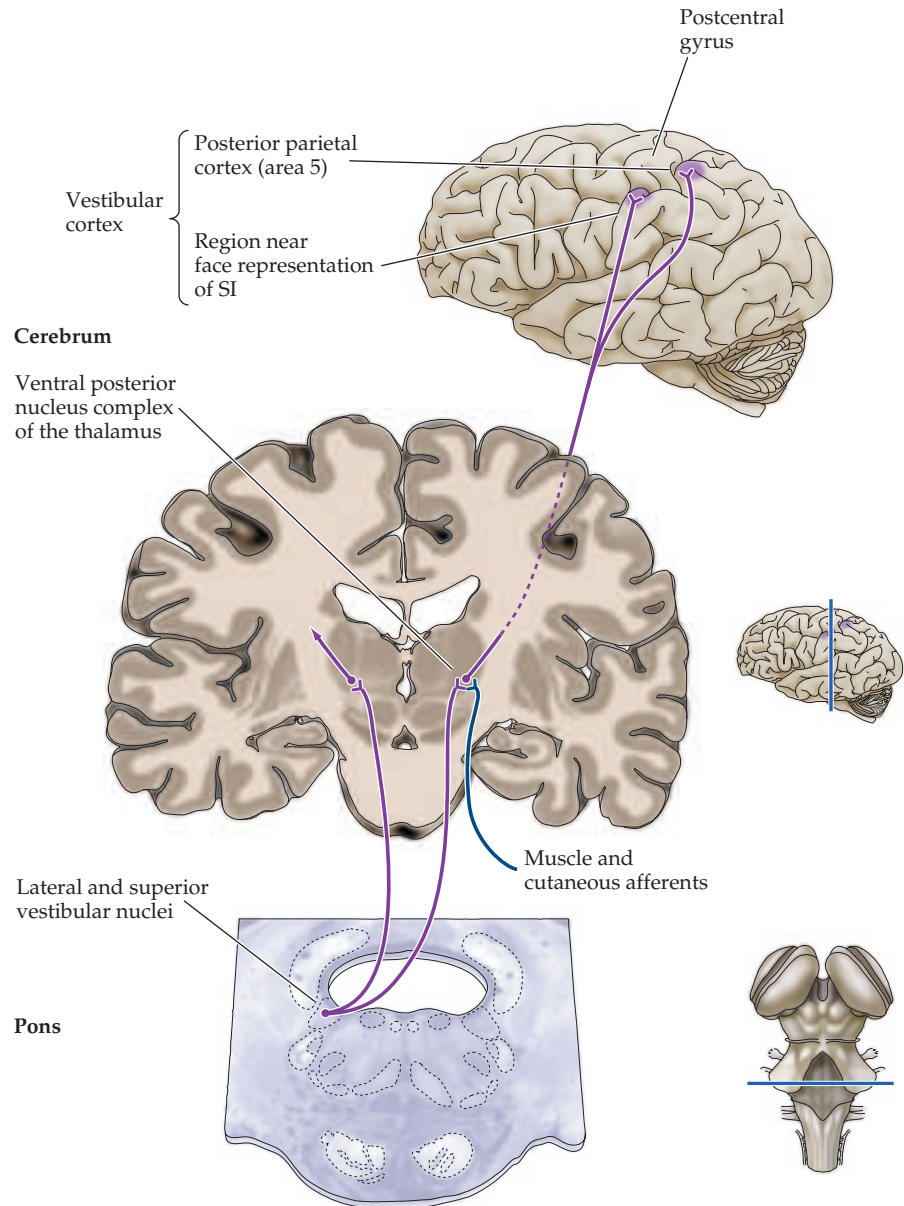 Postcentral
gyrus
Posterior parietal
cortex (area 5)
Vestibular
cortex
Region near
face representation
of SI
Cerebrum
Ventral posterior
nucleus complex
of the thalamus
Muscle and
cutaneous afferents
Lateral and superior
vestibular nuclei
Pons